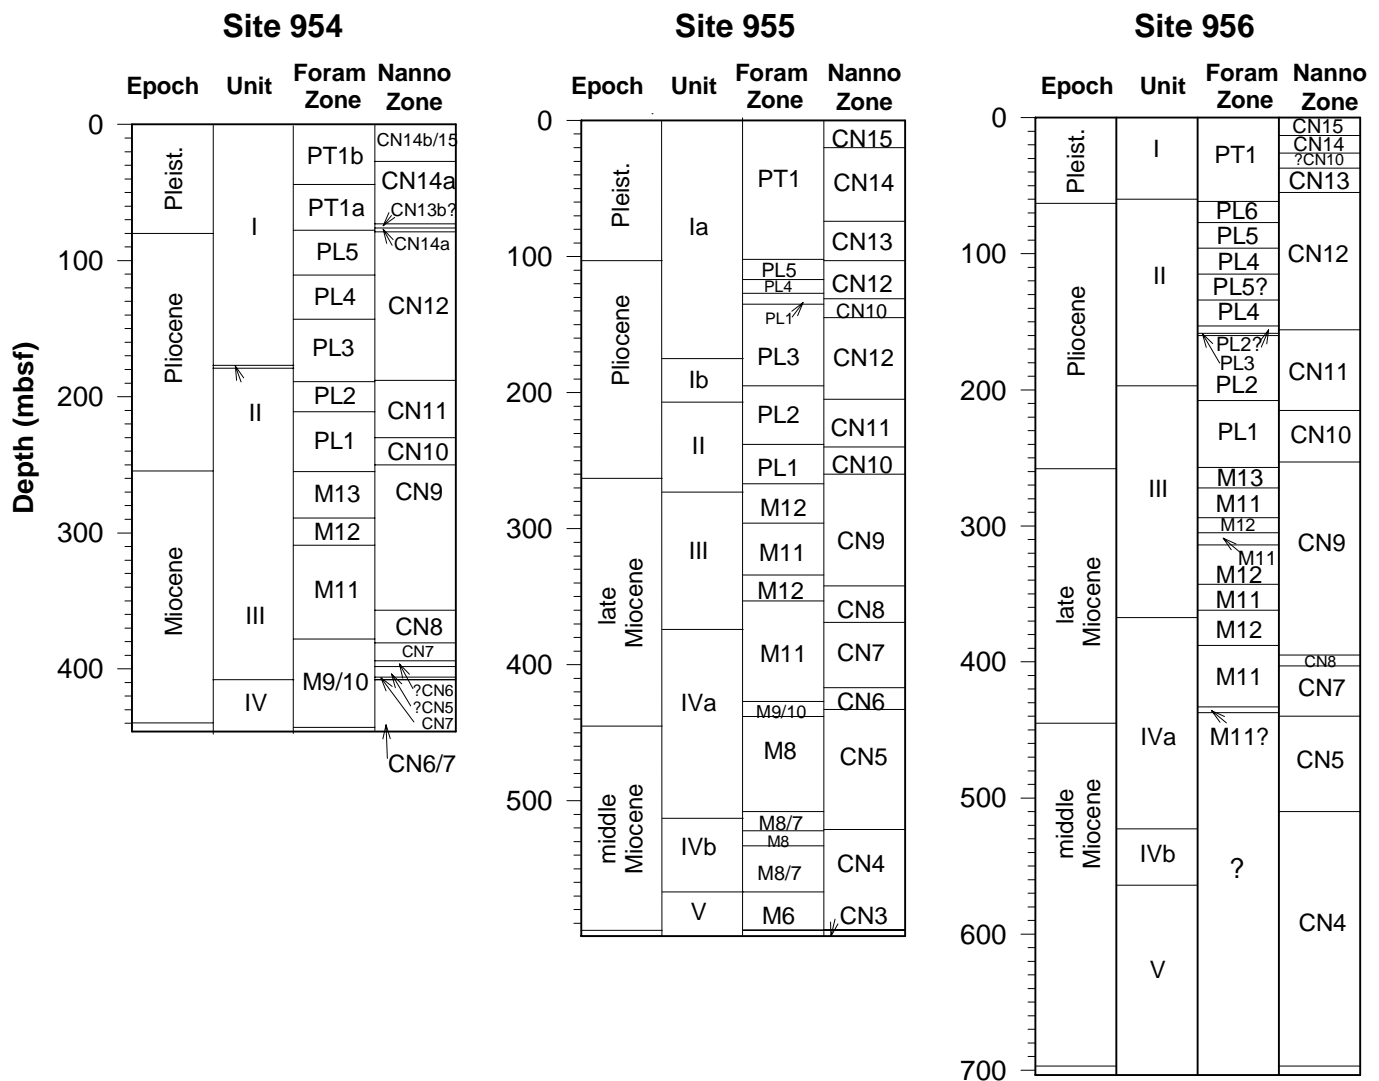 Site 954
Epoch
Unit
Foram
Zone
Nanno
Zone
Depth (mbsf)
0
100
200
300
400
Pleist.
Pliocene
Miocene
I
II
III
IV
PT1b
PT1a
PL5
PL4
PL3
PL2
PL1
M13
M12
M11
M9/10
CN14b/15
CN14a
CN13b?
CN14a
CN12
CN11
CN10
CN9
CN8
CN7
?CN6
?CN5
CN7
CN6/7
Site 955
Epoch
Unit
Foram
Zone
Nanno
Zone
0
100
200
300
400
500
Pleist.
Pliocene
late
Miocene
middle
Miocene
Ia
Ib
II
III
IVa
IVb
V
PT1
PL5
PL4
PL1
PL3
PL2
PL1
M12
M11
M12
M11
M9/10
M8
M8/7
M8
M8/7
M6
CN15
CN14
CN13
CN12
CN10
CN12
CN11
CN10
CN9
CN8
CN7
CN6
CN5
CN4
CN3
Site 956
Epoch
Unit
Foram
Zone
Nanno
Zone
0
100
200
300
400
500
600
700
Pleist.
Pliocene
late
Miocene
middle
Miocene
I
II
III
IVa
IVb
V
PT1
PL6
PL5
PL4
PL5?
PL4
PL2?
PL3
PL2
PL1
M13
M11
M12
M11
M12
M11
M12
M11
M11?
?
CN15
CN14
?CN10
CN13
CN12
CN11
CN10
CN9
CN8
CN7
CN5
CN4